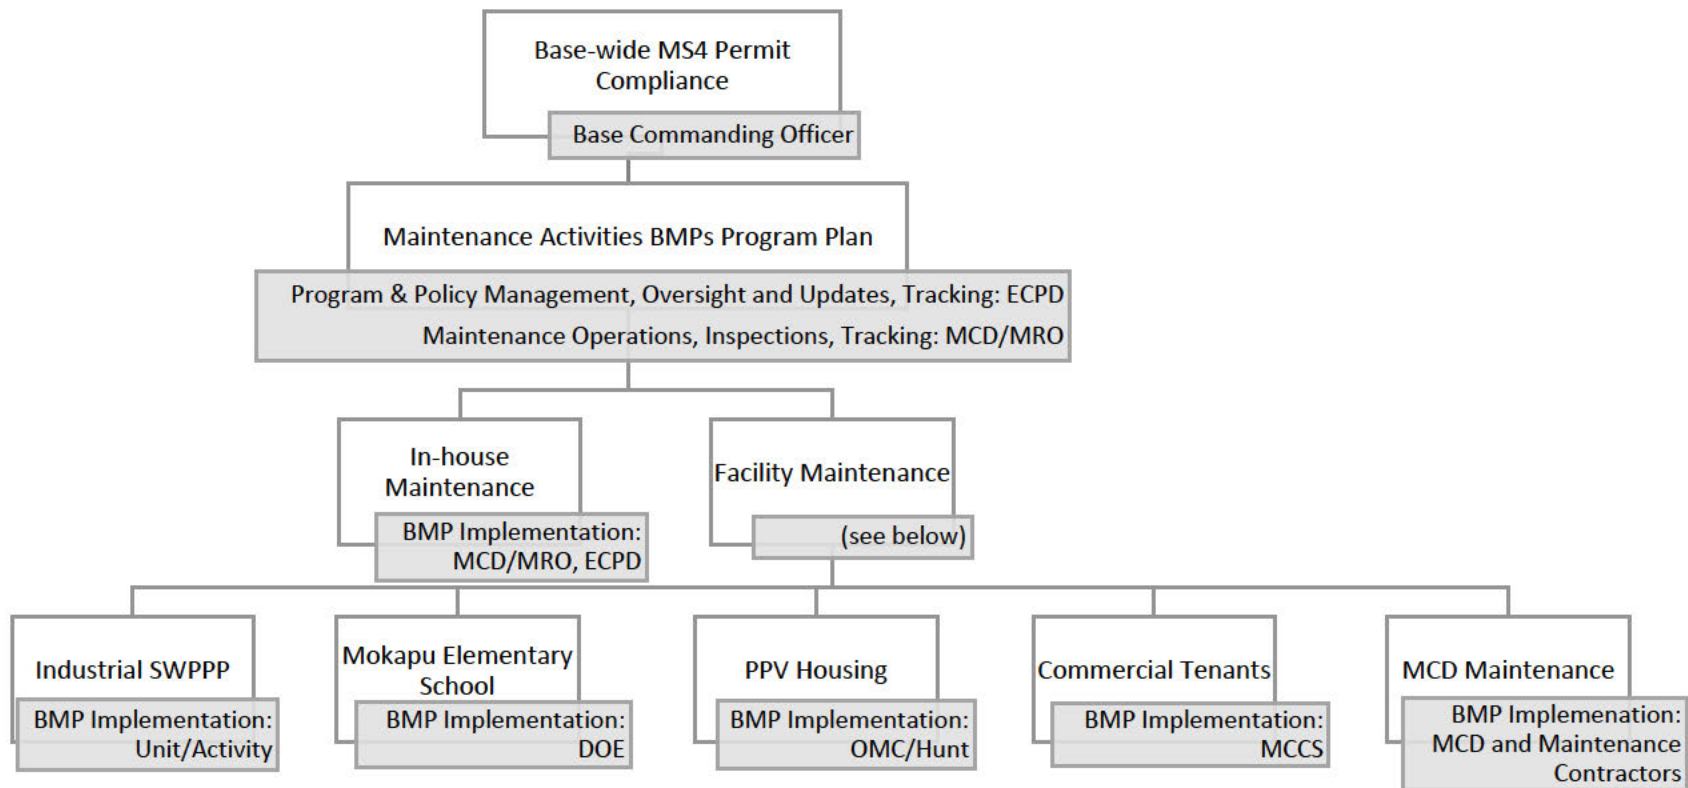 Base-wide MS4 Permit
Compliance
Base Commanding Officer
Maintenance Activities BMPs Program Plan
Program & Policy Management, Oversight and Updates, Tracking: ECPD
Maintenance Operations, Inspections, Tracking: MCD/MRO
In-house
Maintenance
BMP Implementation:
MCD/MRO, ECPD
Facility Maintenance
(see below)
Industrial SWPPP
BMP Implementation:
Unit/Activity
Mokapu Elementary
School
BMP Implementation:
DOE
PPV Housing
BMP Implementation:
OMC/Hunt
Commercial Tenants
BMP Implementation:
MCCS
MCD Maintenance
BMP Implemenation:
MCD and Maintenance
Contractors